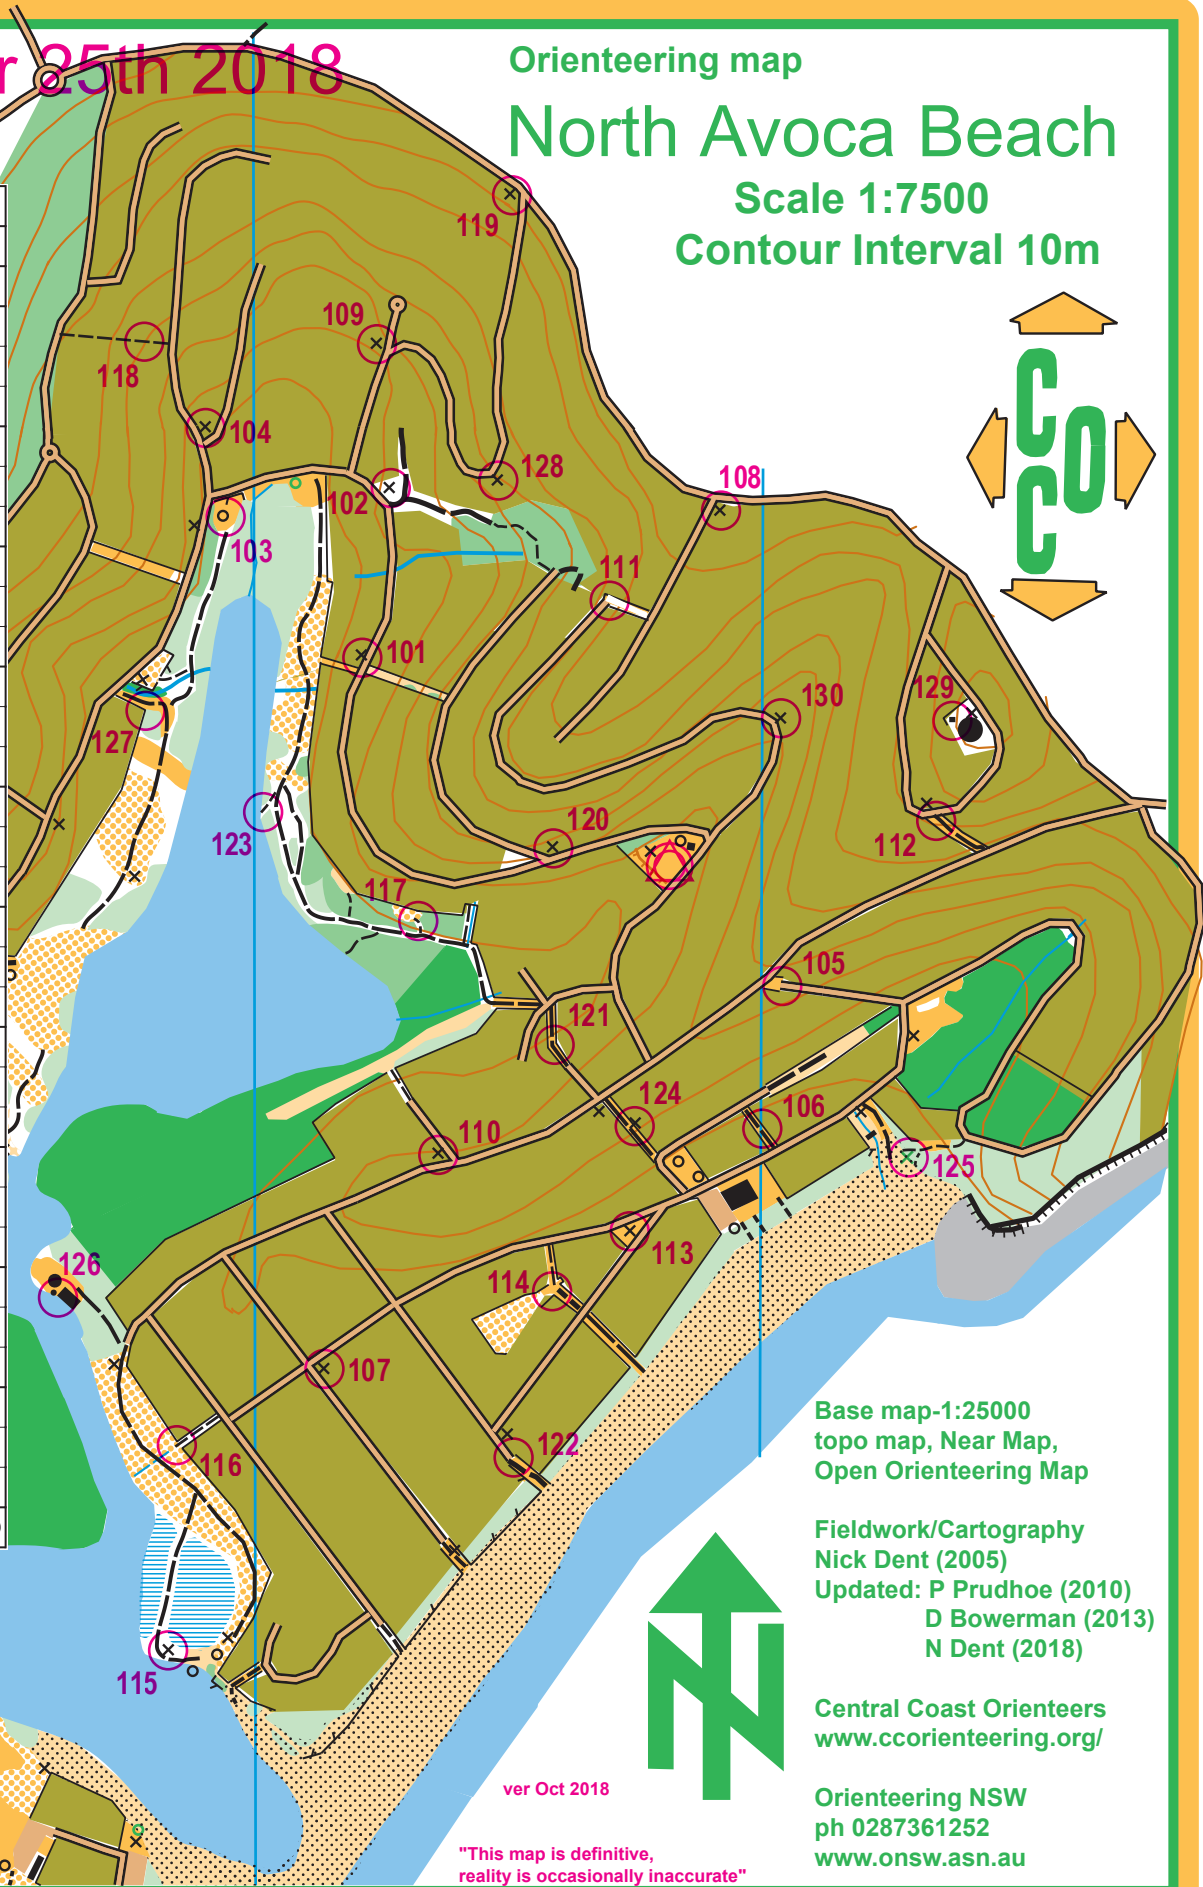 r 25th 2018
Orienteering map
North Avoca Beach
Scale 1:7500
Contour Interval 10m
119
109
118
104
128
108
102
103
111
101
130
129
127
123
120
112
117
105
121
124
106
110
125
113
126
114
107
122
116
115
C
O
C
Base map-1:25000
topo map, Near Map,
Open Orienteering Map
Fieldwork/Cartography
Nick Dent (2005)
Updated: P Prudhoe (2010)
D Bowerman (2013)
N Dent (2018)
Central Coast Orienteers
www.ccorienteering.org/
Orienteering NSW
ph 0287361252
www.onsw.asn.au
N
ver Oct 2018
"This map is definitive,
reality is occasionally inaccurate"